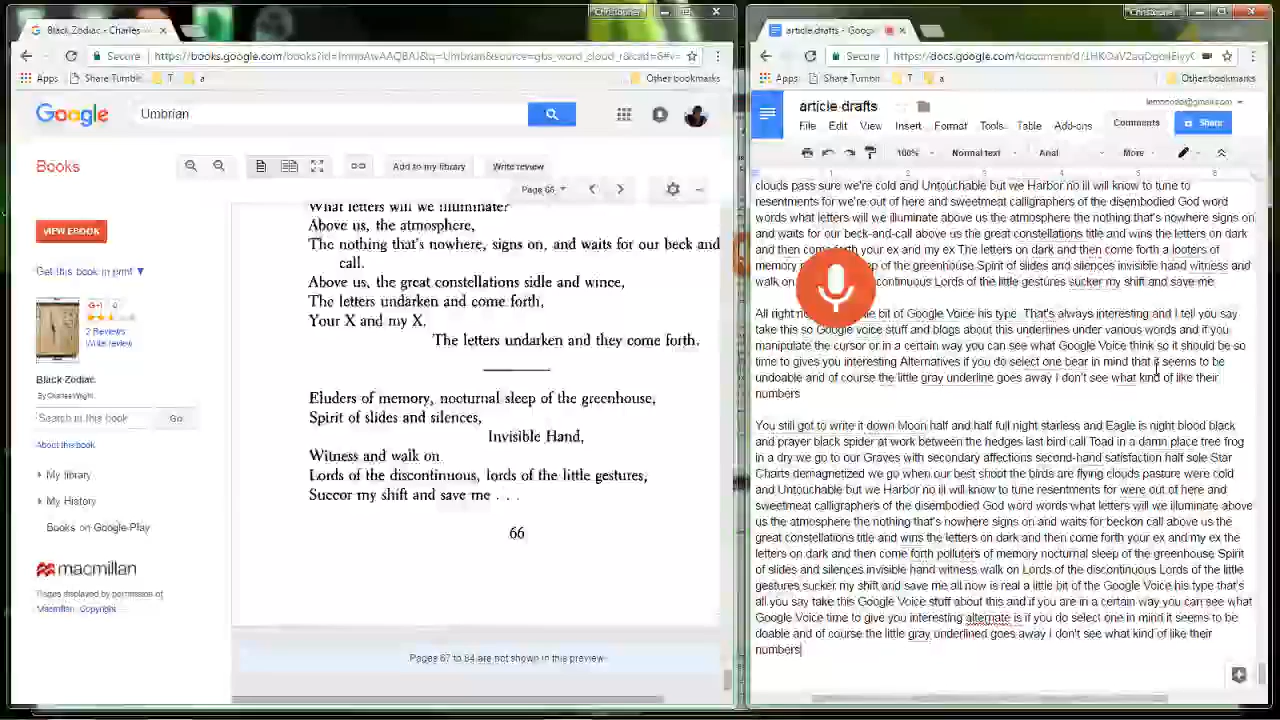 Christopher
Black Zodiac - Charles
Secure
https://books.google.com/books?id=
Apps
Share Tumblr
T
a
Other bookmarks
Google
Umbrian
Books
Add to my library
Write review
Page 66
VIEW EBOOK
Get this book in print ▼
G+1 0
2 Reviews
Write review
Black Zodiac
By Charles Wright
Search in this book
Go
About this book
My library
My History
Books on Google Play
macmillan
Pages displayed by permission of
Macmillan. Copyright.
What letters will we illuminate?
Above us, the atmosphere,
The nothing that's nowhere, signs on, and waits for our beck and
call.
Above us, the great constellations sidle and wince,
The letters undarken and come forth,
Your X and my X.
The letters undarken and they come forth.
Eluders of memory, nocturnal sleep of the greenhouse,
Spirit of slides and silences,
Invisible Hand,
Witness and walk on.
Lords of the discontinuous, lords of the little gestures,
Succor my shift and save me . . .
66
Pages 67 to 84 are not shown in this preview.
Christopher
article drafts - Goog
Secure
https://docs.google.com/document/d/
Apps
Share Tumblr
T
a
Other bookmarks
article drafts
File Edit View Insert Format Tools Table Add-ons
Comments
Share
100%
Normal text
Arial
More
clouds pass sure we're cold and Untouchable but we Harbor no ill will know to tune to
resentments for we're out of here and sweetmeat calligraphers of the disembodied God word
words what letters will we illuminate above us the atmosphere the nothing that's nowhere signs on
and waits for our beck-and-call above us the great constellations title and wins the letters on dark
and then come forth your ex and my ex The letters on dark and then come forth a looters of
memory of the greenhouse Spirit of slides and silences invisible hand witness and
walk on Lords of the little gestures sucker my shift and save me
All right bit of Google Voice his type. That's always interesting and I tell you say
take this so Google voice stuff and blogs about this underlines under various words and if you
manipulate the cursor or in a certain way you can see what Google Voice think so it should be so
time to gives you interesting Alternatives if you do select one bear in mind that it seems to be
undoable and of course the little gray underline goes away I don't see what kind of like their
numbers
You still got to write it down Moon half and half full night starless and Eagle is night blood black
and prayer black spider at work between the hedges last bird call Toad in a damn place tree frog
in a dry we go to our Graves with secondary affections second-hand satisfaction half sole Star
Charts demagnetized we go when our best shoot the birds are flying clouds pasture were cold
and Untouchable but we Harbor no ill will know to tune resentments for were out of here and
sweetmeat calligraphers of the disembodied God word words what letters will we illuminate above
us the atmosphere the nothing that's nowhere signs on and waits for beckon call above us the
great constellations title and wins the letters on dark and then come forth your ex and my ex the
letters on dark and then come forth polluters of memory nocturnal sleep of the greenhouse Spirit
of slides and silences invisible hand witness walk on Lords of the discontinuous Lords of the little
gestures sucker my shift and save me all now is real a little bit of the Google Voice his type that's
all you say take this Google Voice stuff about this and if you are in a certain way you can see what
Google Voice time to give you interesting alternate is if you do select one in mind it seems to be
doable and of course the little gray underlined goes away I don't see what kind of like their
numbers